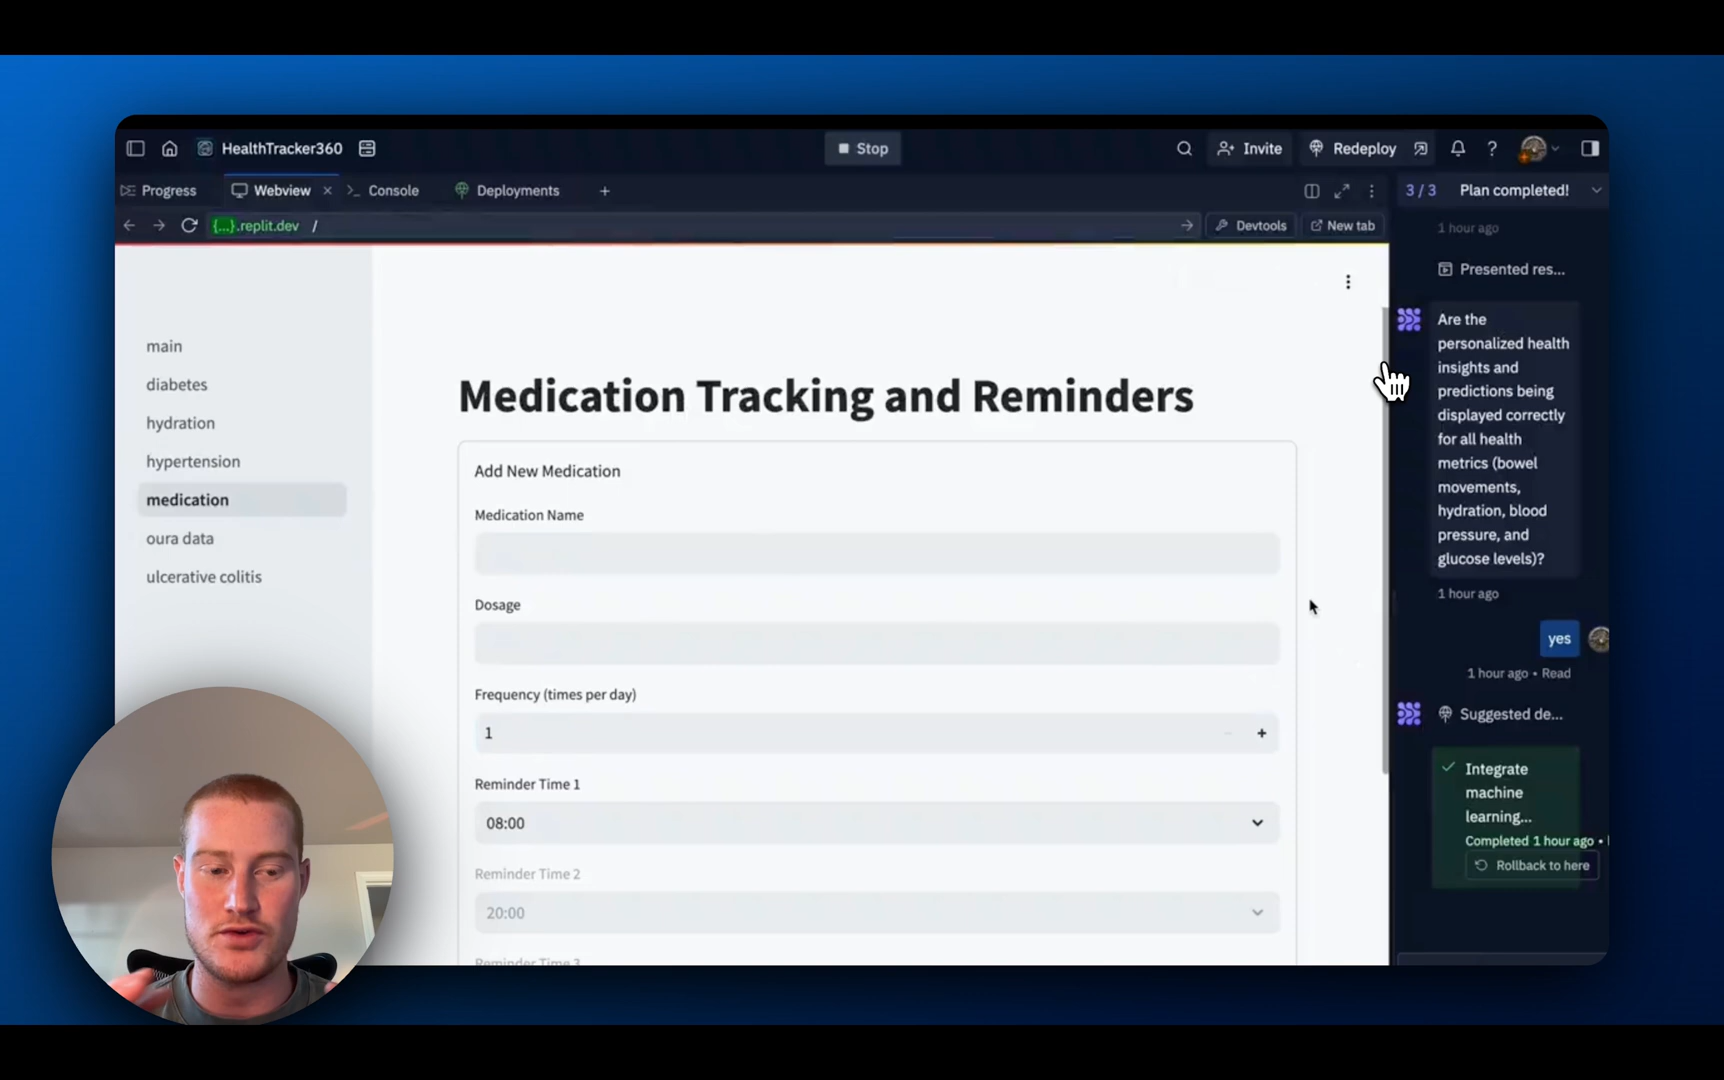 HealthTracker360
Stop
Invite
Redeploy
?
Progress
Webview
Console
Deployments
3 / 3 Plan completed!
{...}.replit.dev /
Devtools
New tab
main
diabetes
hydration
hypertension
medication
oura data
ulcerative colitis
Medication Tracking and Reminders
Add New Medication
Medication Name
Dosage
Frequency (times per day)
1
Reminder Time 1
08:00
Reminder Time 2
20:00
Reminder Time 3
1 hour ago
Presented res...
Are the
personalized health
insights and
predictions being
displayed correctly
for all health
metrics (bowel
movements,
hydration, blood
pressure, and
glucose levels)?
1 hour ago
yes
1 hour ago • Read
Suggested de...
Integrate
machine
learning...
Completed 1 hour ago •
Rollback to here